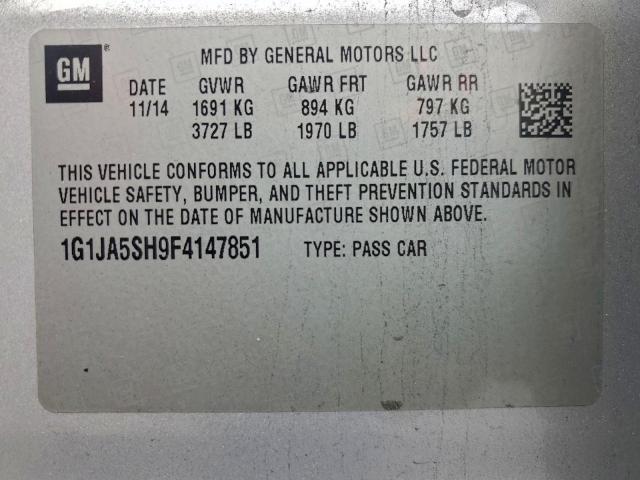 GM ® MFD BY GENERAL MOTORS LLC
DATE GVWR GAWR FRT GAWR RR
11/14 1691 KG 894 KG 797 KG
3727 LB 1970 LB 1757 LB
THIS VEHICLE CONFORMS TO ALL APPLICABLE U.S. FEDERAL MOTOR
VEHICLE SAFETY, BUMPER, AND THEFT PREVENTION STANDARDS IN
EFFECT ON THE DATE OF MANUFACTURE SHOWN ABOVE.
1G1JA5SH9F4147851 TYPE: PASS CAR